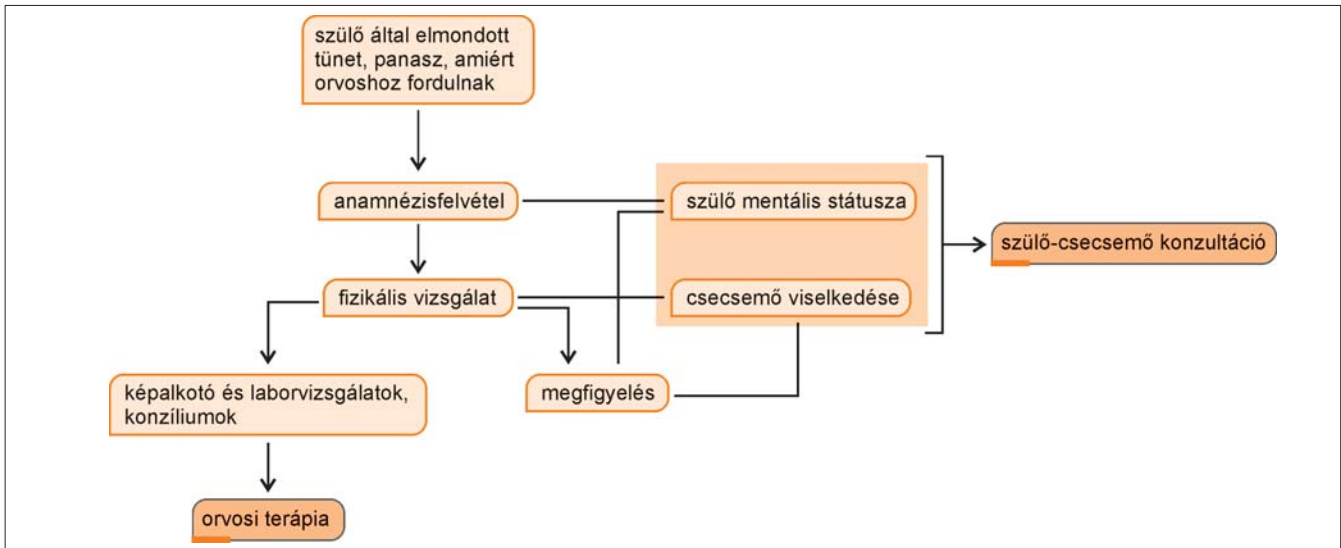 szülő által elmondott
tünet, panasz, amiért
orvoshoz fordulnak
anamnézisfelvétel
szülő mentális státusza
szülő-csecsemő konzultáció
fizikális vizsgálat
csecsemő viselkedése
képalkotó és laborvizsgálatok,
konzíliumok
megfigyelés
orvosi terápia